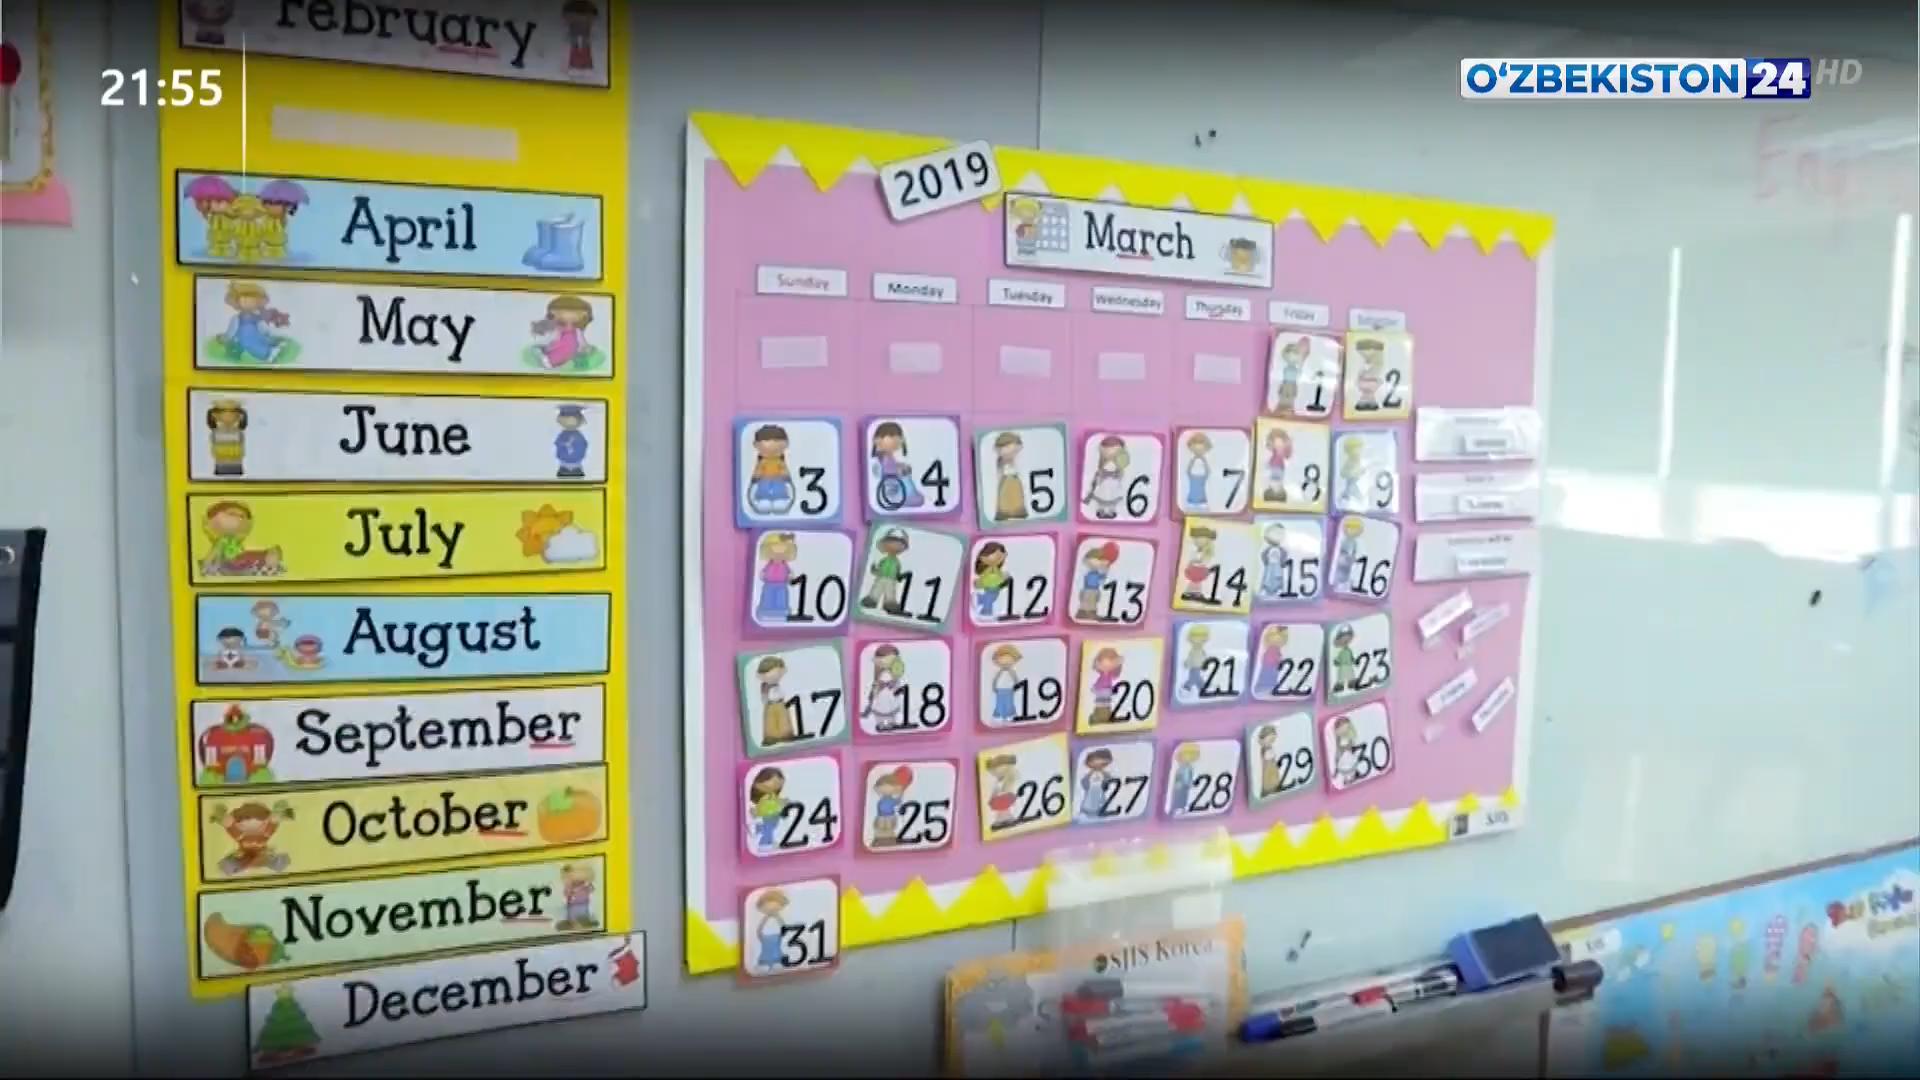 21:55
O'ZBEKISTON 24 HD
February
April
May
June
July
August
September
October
November
December
2019
March
Sunday Monday Tuesday Wednesday Thursday Friday
1 2
3 4 5 6 7 8 9
10 11 12 13 14 15 16
17 18 19 20 21 22 23
24 25 26 27 28 29 30
31
SJIS Korea